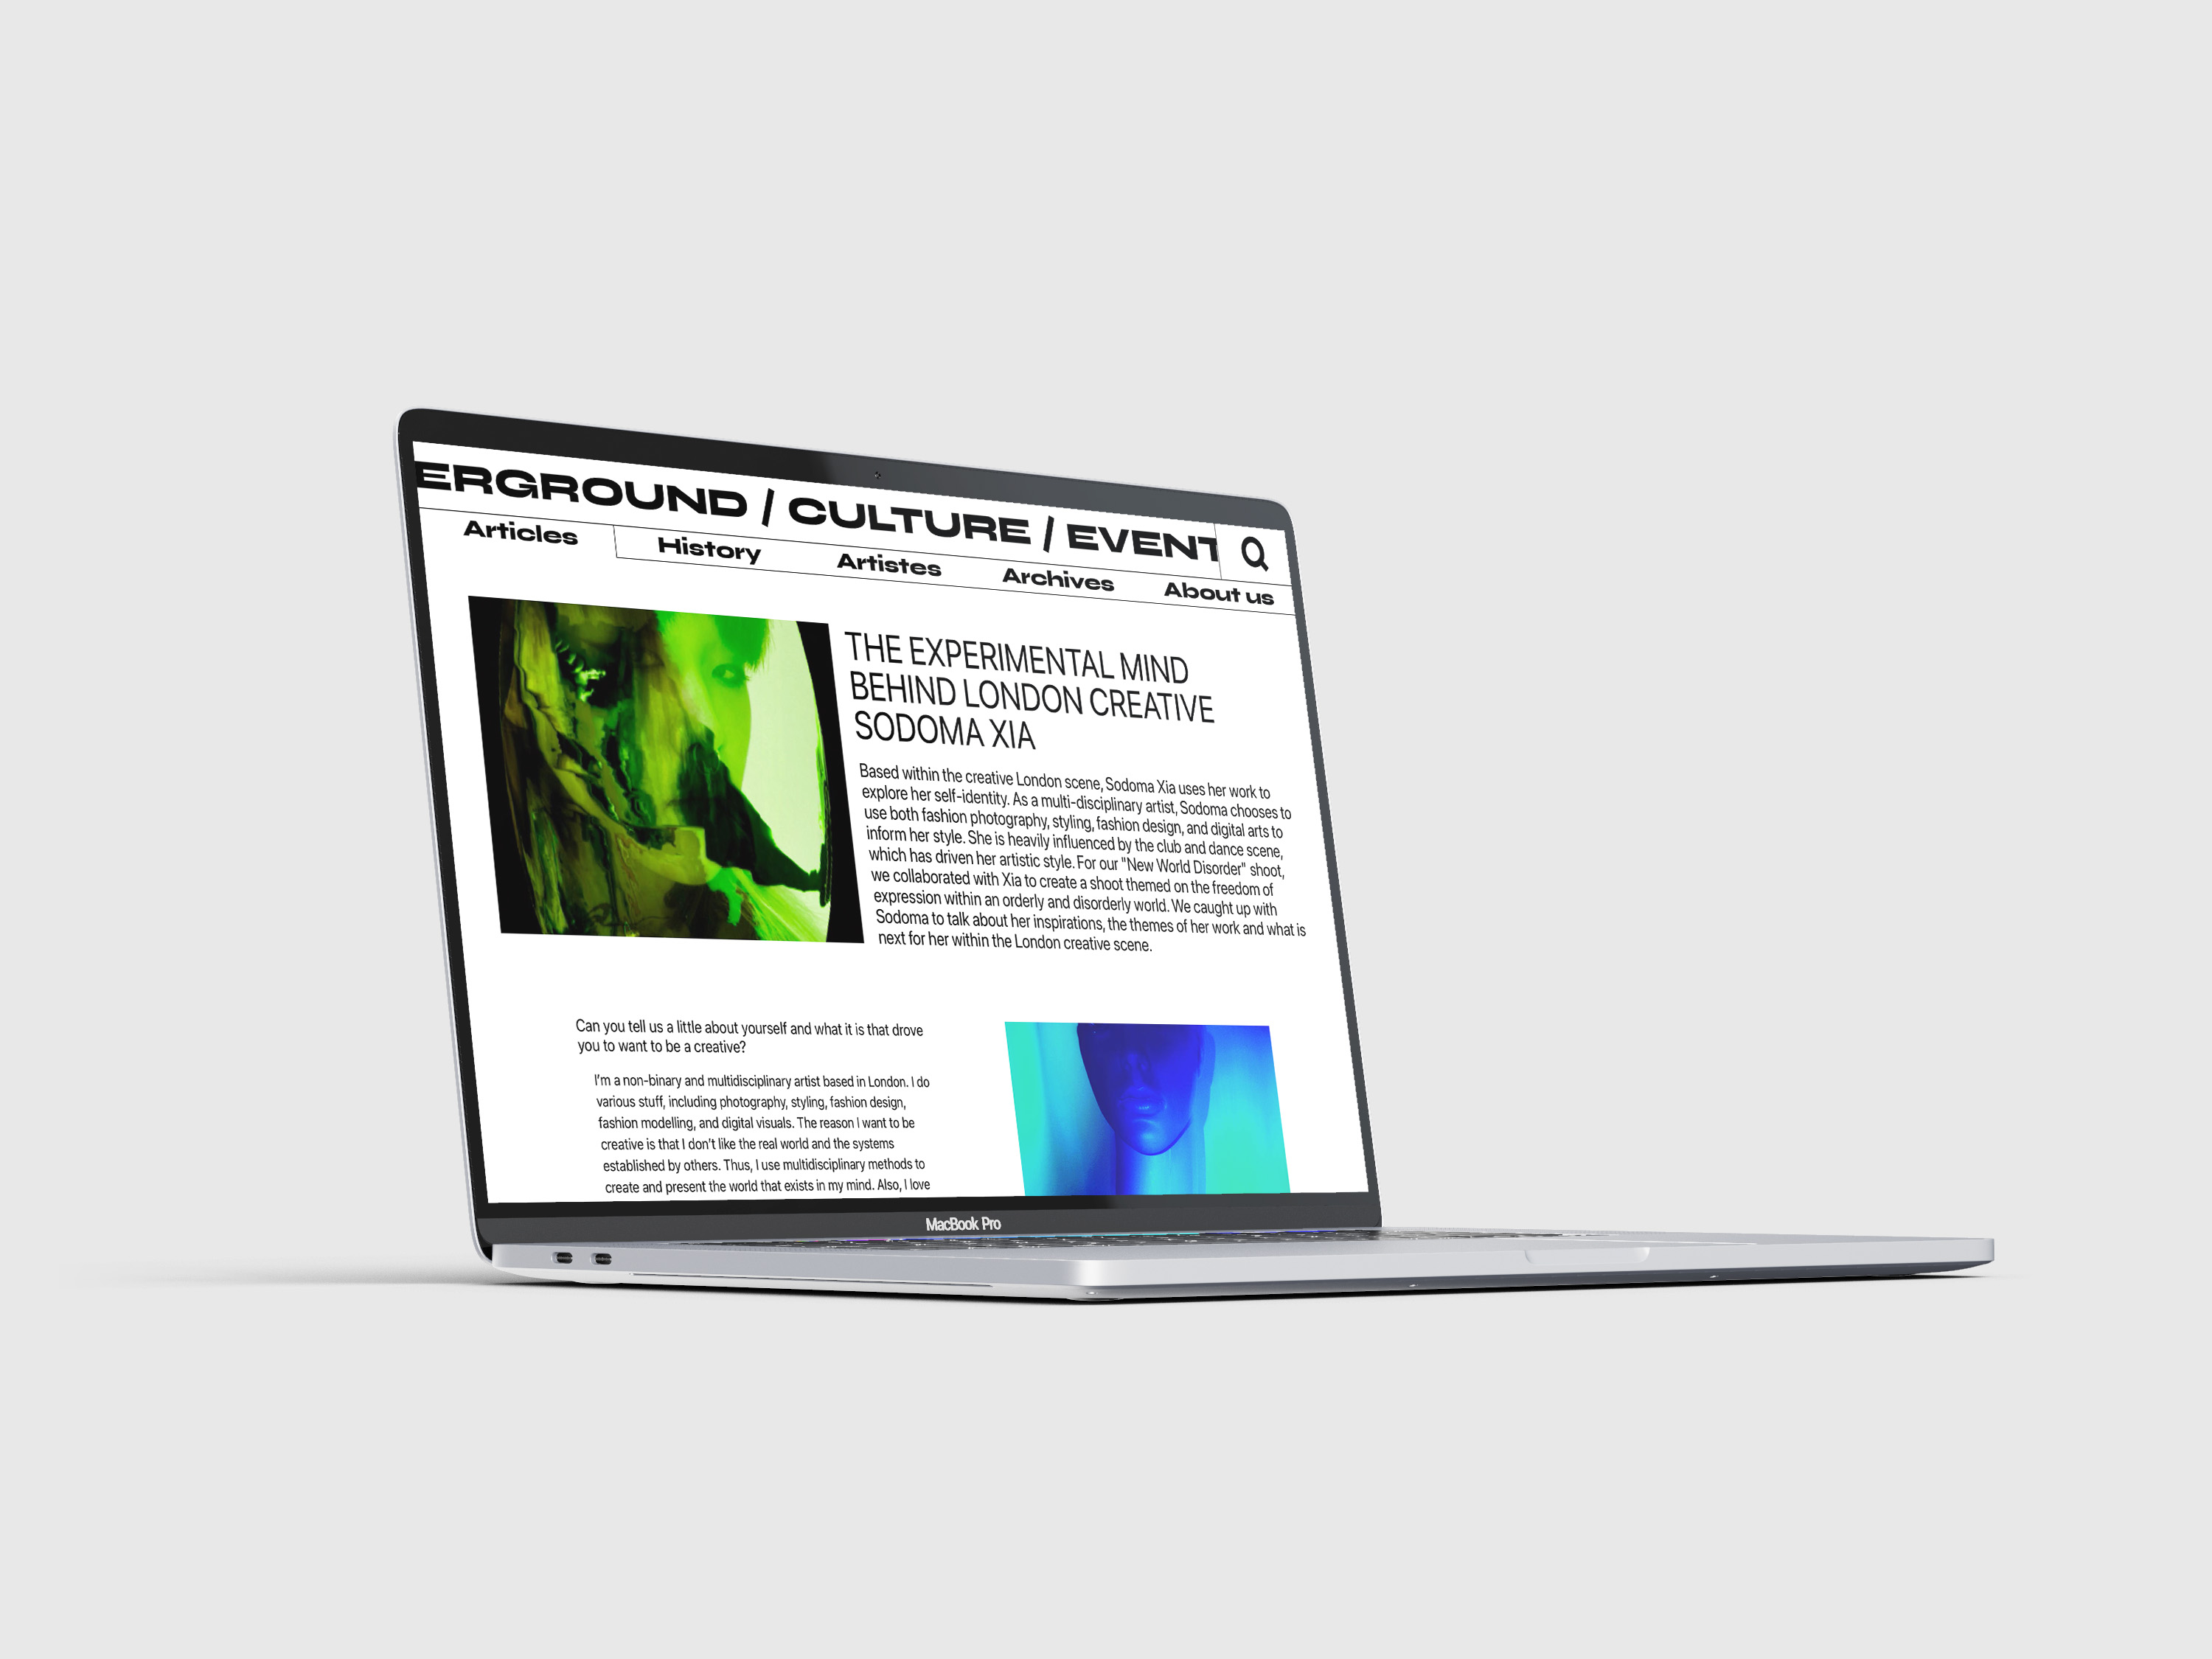 ERGROUND / CULTURE / EVENT
Articles
History
Artistes
Archives
About us
THE EXPERIMENTAL MIND
BEHIND LONDON CREATIVE
SODOMA XIA
Based within the creative London scene, Sodoma Xia uses her work to
explore her self-identity. As a multi-disciplinary artist, Sodoma chooses to
use both fashion photography, styling, fashion design, and digital arts to
inform her style. She is heavily influenced by the club and dance scene,
which has driven her artistic style. For our "New World Disorder" shoot,
we collaborated with Xia to create a shoot themed on the freedom of
expression within an orderly and disorderly world. We caught up with
Sodoma to talk about her inspirations, the themes of her work and what is
next for her within the London creative scene.
Can you tell us a little about yourself and what it is that drove
you to want to be a creative?
I'm a non-binary and multidisciplinary artist based in London. I do
various stuff, including photography, styling, fashion design,
fashion modelling, and digital visuals. The reason I want to be
creative is that I don't like the real world and the systems
established by others. Thus, I use multidisciplinary methods to
create and present the world that exists in my mind. Also, I love
MacBook Pro